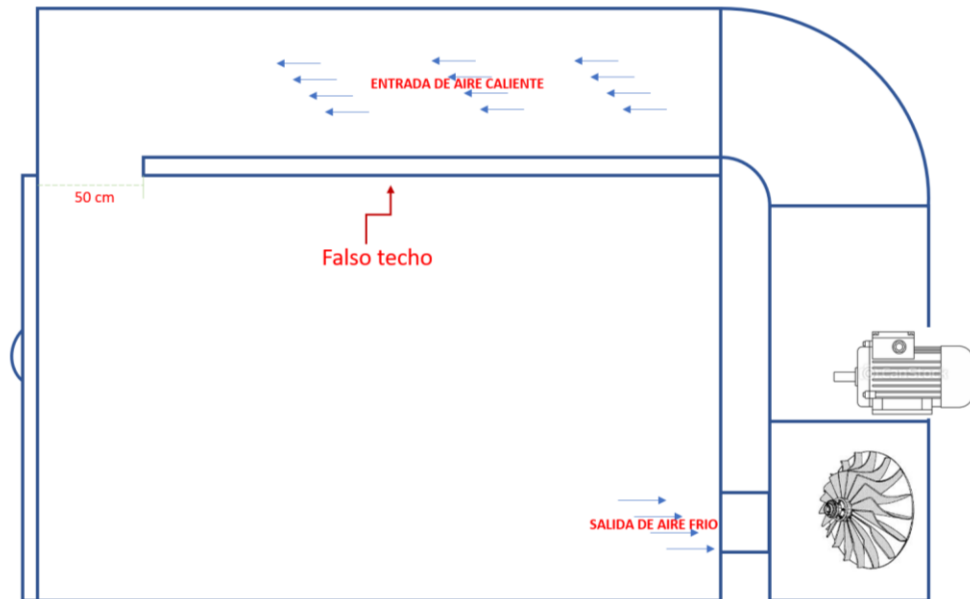 ENTRADA DE AIRE CALIENTE
50 cm
Falso techo
SALIDA DE AIRE FRIO